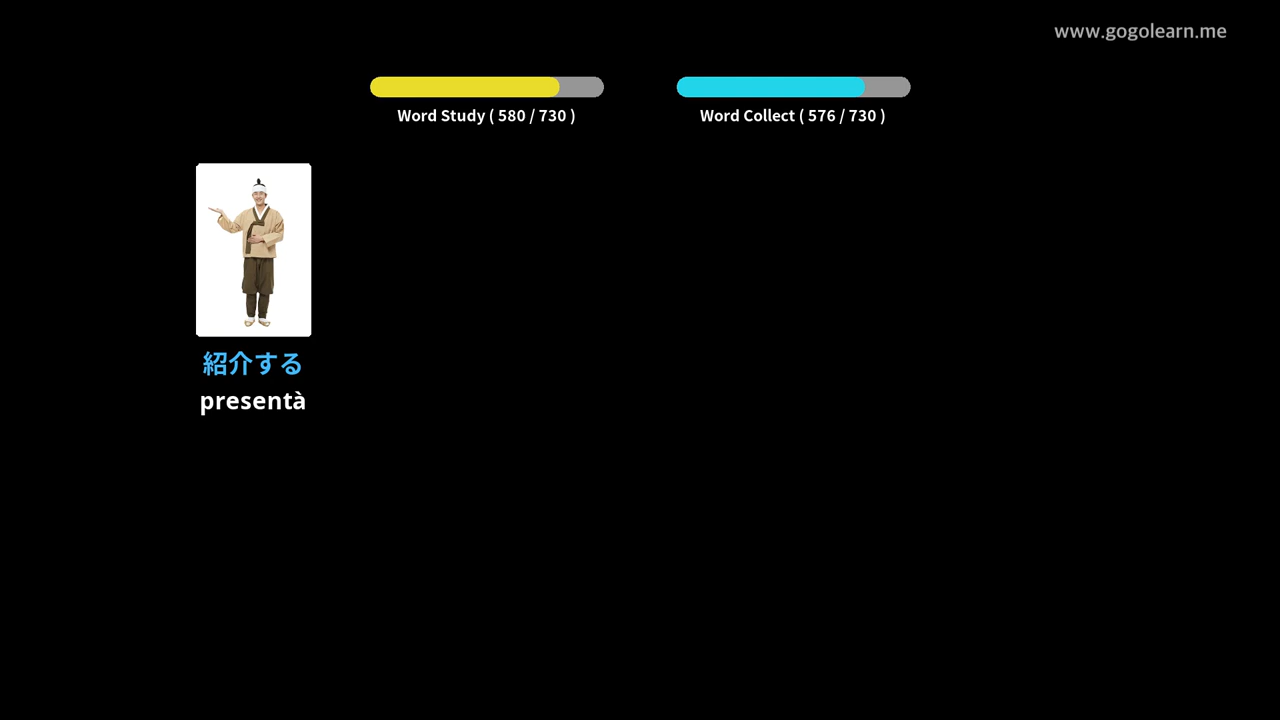 www.gogolearn.me
Word Study ( 580 / 730 )
Word Collect ( 576 / 730 )
紹介する
presentà